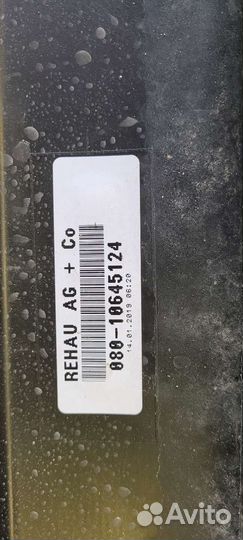 REHAU AG + Co
080-10645124
14.01.2019 06:20
Avito